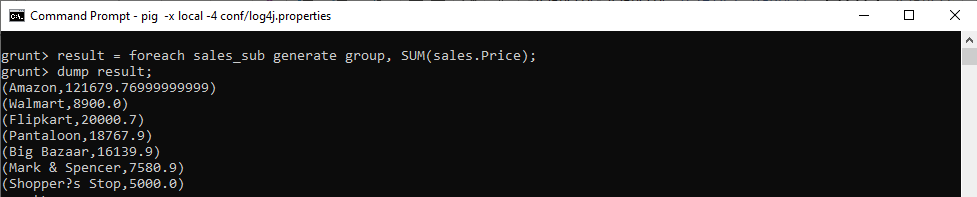 Command Prompt - pig -x local -4 conf/log4j.properties
grunt> result = foreach sales_sub generate group, SUM(sales.Price);
grunt> dump result;
(Amazon,121679.76999999999)
(Walmart,8900.0)
(Flipkart,20000.7)
(Pantaloon,18767.9)
(Big Bazaar,16139.9)
(Mark & Spencer,7580.9)
(Shopper?s Stop,5000.0)